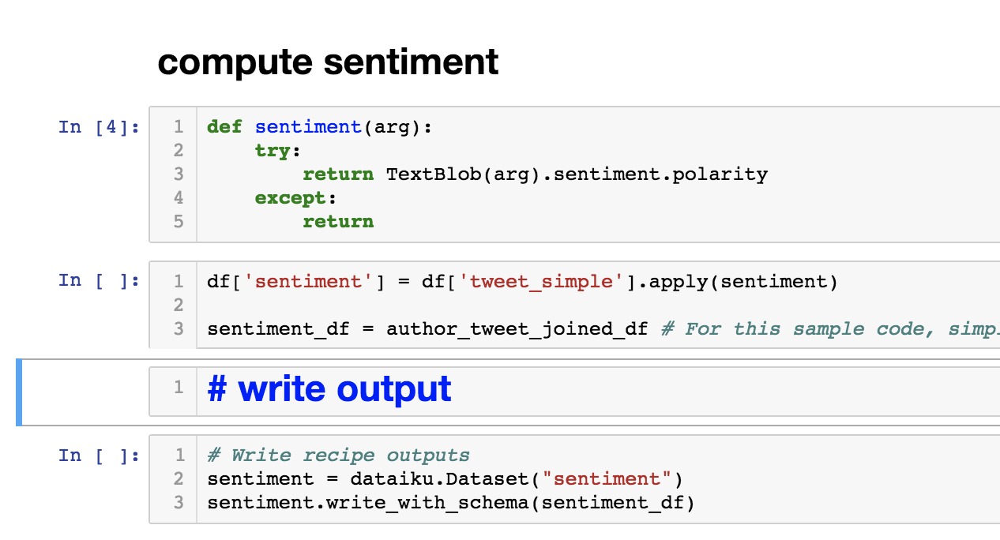 compute sentiment
In [4]:
1 def sentiment(arg):
2     try:
3         return TextBlob(arg).sentiment.polarity
4     except:
5         return
In [ ]:
1 df['sentiment'] = df['tweet_simple'].apply(sentiment)
2
3 sentiment_df = author_tweet_joined_df # For this sample code, simpl
1 # write output
In [ ]:
1 # Write recipe outputs
2 sentiment = dataiku.Dataset("sentiment")
3 sentiment.write_with_schema(sentiment_df)